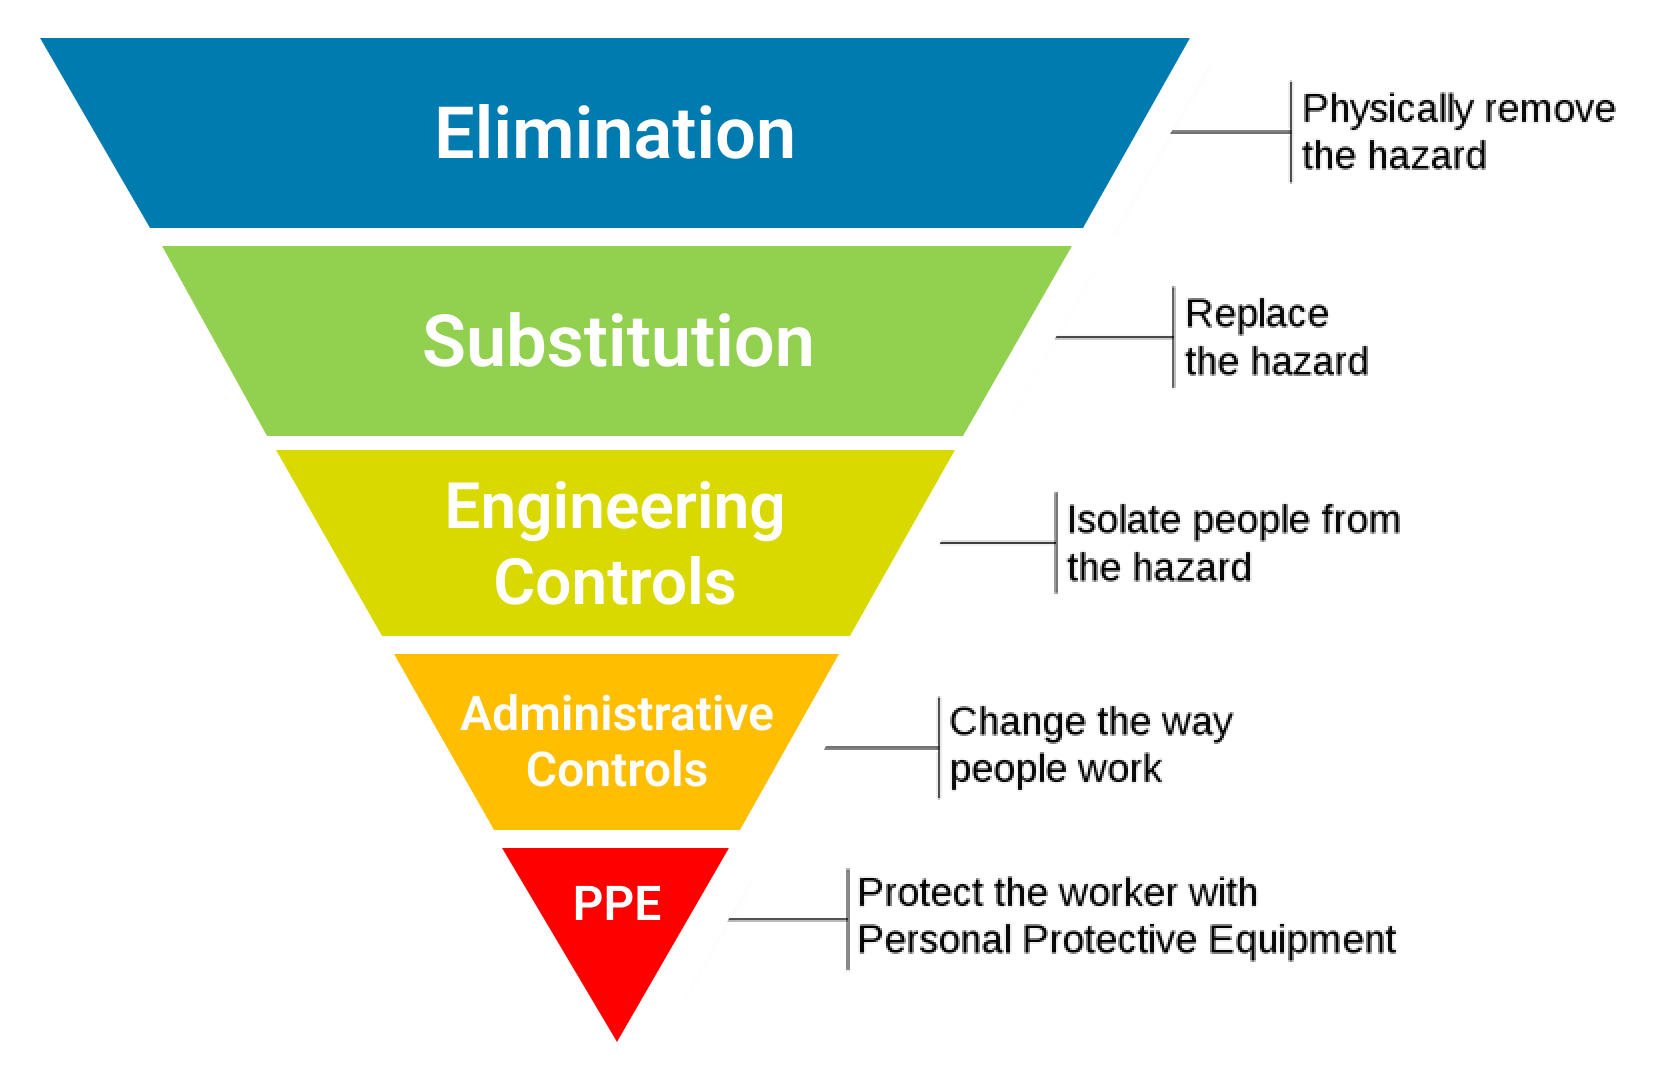 Elimination
Physically remove
the hazard
Substitution
Replace
the hazard
Engineering
Controls
Isolate people from
the hazard
Administrative
Controls
Change the way
people work
PPE
Protect the worker with
Personal Protective Equipment